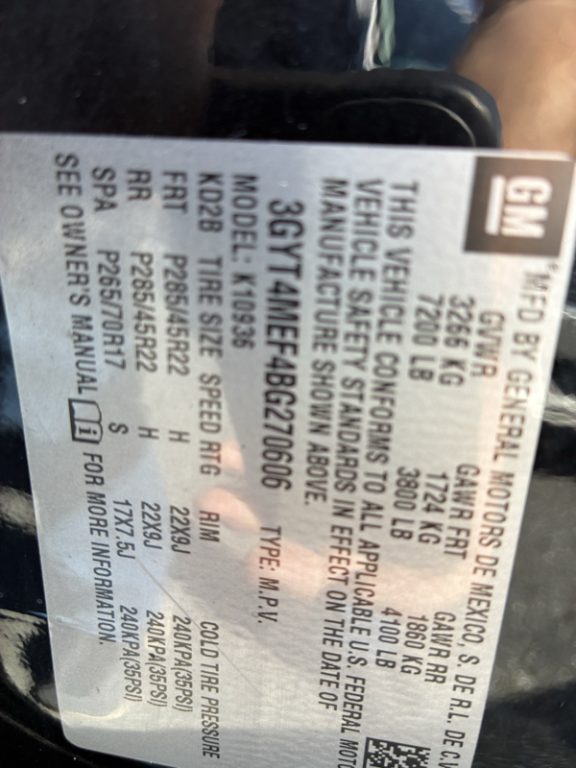 GM
MFD BY GENERAL MOTORS DE MEXICO, S. DE R.L. DE C.V
GVWR GAWR FRT GAWR RR
3266 KG 1724 KG 1860 KG
7200 LB 3800 LB 4100 LB
THIS VEHICLE CONFORMS TO ALL APPLICABLE U.S. FEDERAL MOTO
VEHICLE SAFETY STANDARDS IN EFFECT ON THE DATE OF
MANUFACTURE SHOWN ABOVE.
3GYT4MEF4BG270606 TYPE: M.P.V.
MODEL: K10936
KD2B TIRE SIZE SPEED RTG RIM COLD TIRE PRESSURE
FRT P285/45R22 H 22X9J 240KPA(35PSI)
RR P285/45R22 H 22X9J 240KPA(35PSI)
SPA P265/70R17 S 17X7.5J 240KPA(35PSI)
SEE OWNER'S MANUAL i FOR MORE INFORMATION.